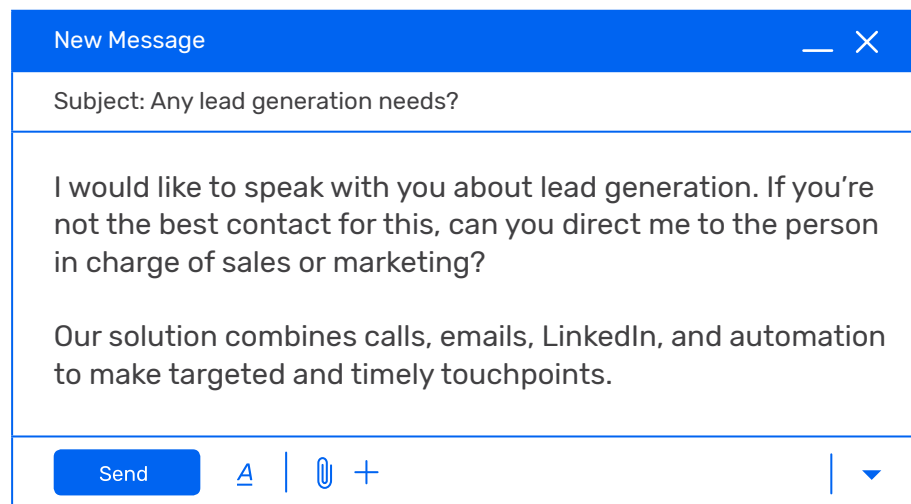 New Message
Subject: Any lead generation needs?
I would like to speak with you about lead generation. If you’re
not the best contact for this, can you direct me to the person
in charge of sales or marketing?
Our solution combines calls, emails, LinkedIn, and automation
to make targeted and timely touchpoints.
Send A